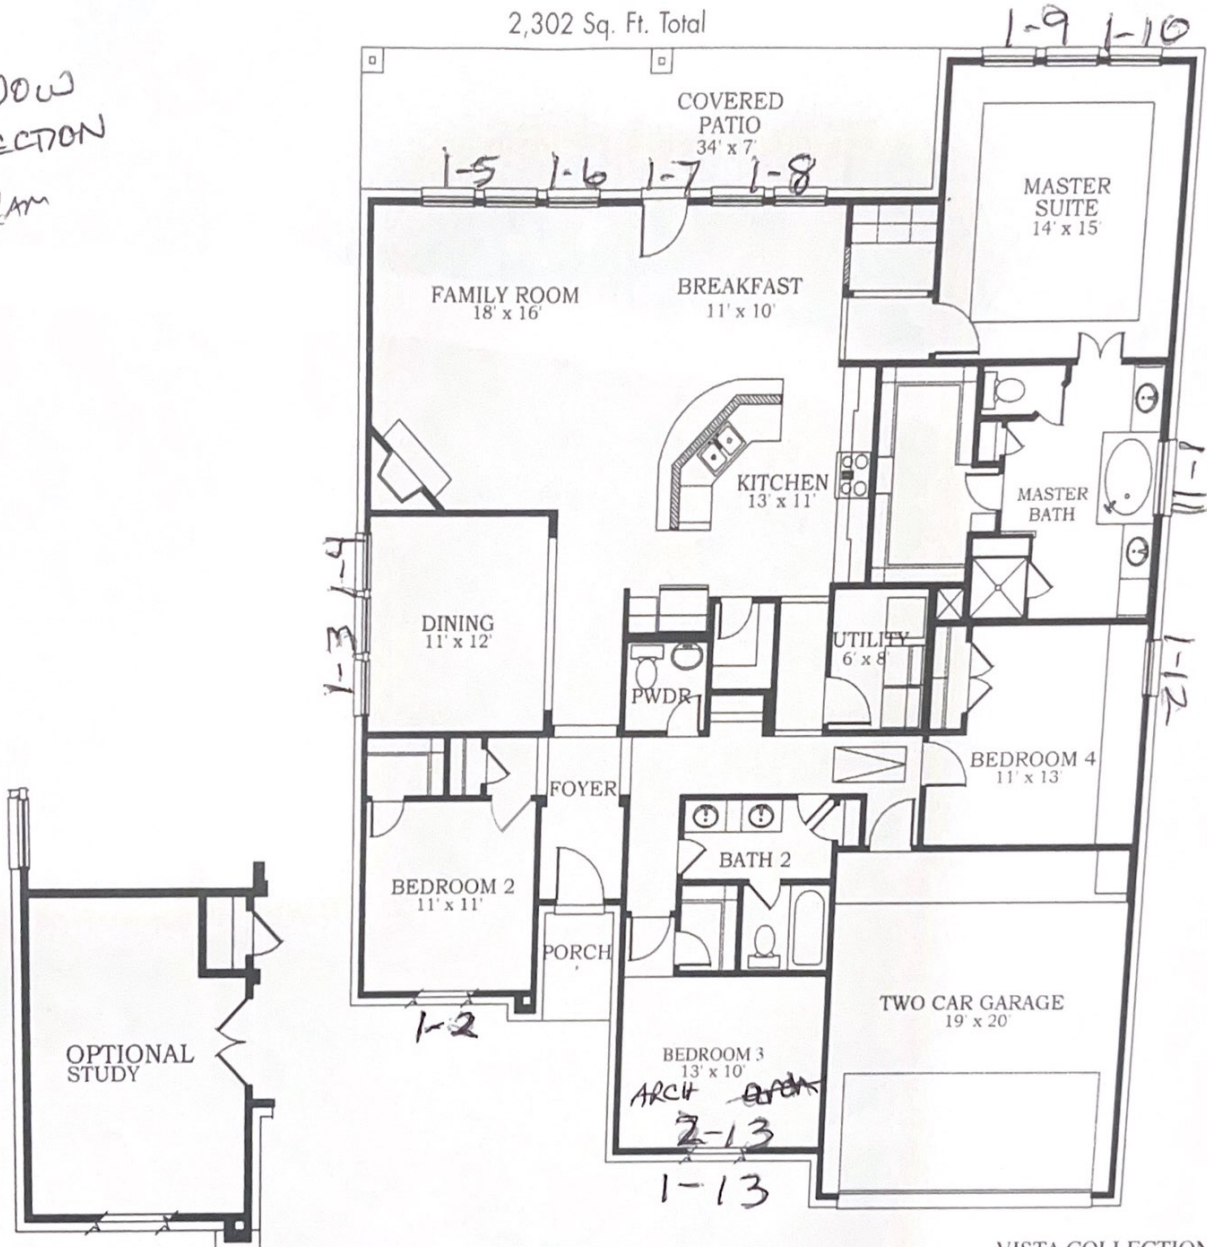 2,302 Sq. Ft. Total
1-9 1-10
COVERED
PATIO
34' x 7'
1-5 1-6 1-7 1-8
MASTER
SUITE
14' x 15'
FAMILY ROOM
18' x 16'
BREAKFAST
11' x 10'
KITCHEN
13' x 11'
MASTER
BATH
1-11
1-4
1-3
DINING
11' x 12'
UTILITY
6' x 8'
PWDR
1-12
BEDROOM 4
11' x 13'
FOYER
BATH 2
BEDROOM 2
11' x 11'
PORCH
1-2
TWO CAR GARAGE
19' x 20'
OPTIONAL
STUDY
BEDROOM 3
13' x 10'
ARCH arch
2-13
1-13
VISTA COLLECTION